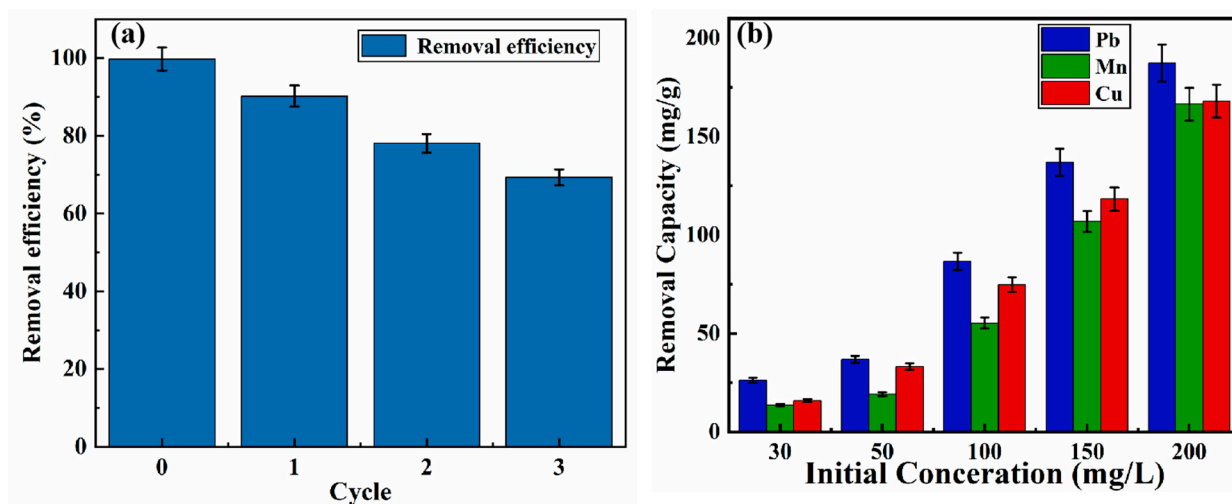 (a)
Removal efficiency
Removal efficiency (%)
100
80
60
40
20
0
0 1 2 3
Cycle
(b)
Pb
Mn
Cu
Removal Capacity (mg/g)
200
150
100
50
0
30 50 100 150 200
Initial Conceration (mg/L)